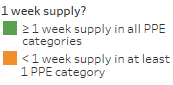 1 week supply?
≥ 1 week supply in all PPE
categories
< 1 week supply in at least
1 PPE category